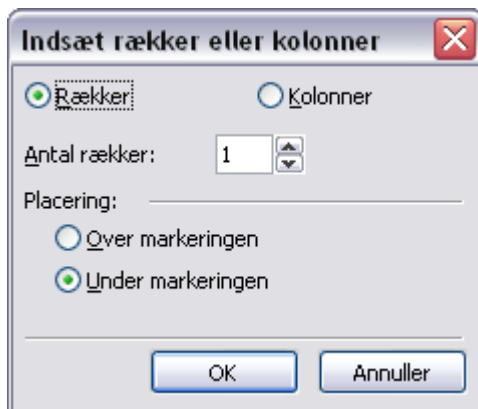 Indsæt rækker eller kolonner
Rækker Kolonner
Antal rækker: 1
Placering:
Over markeringen
Under markeringen
OK Annuller